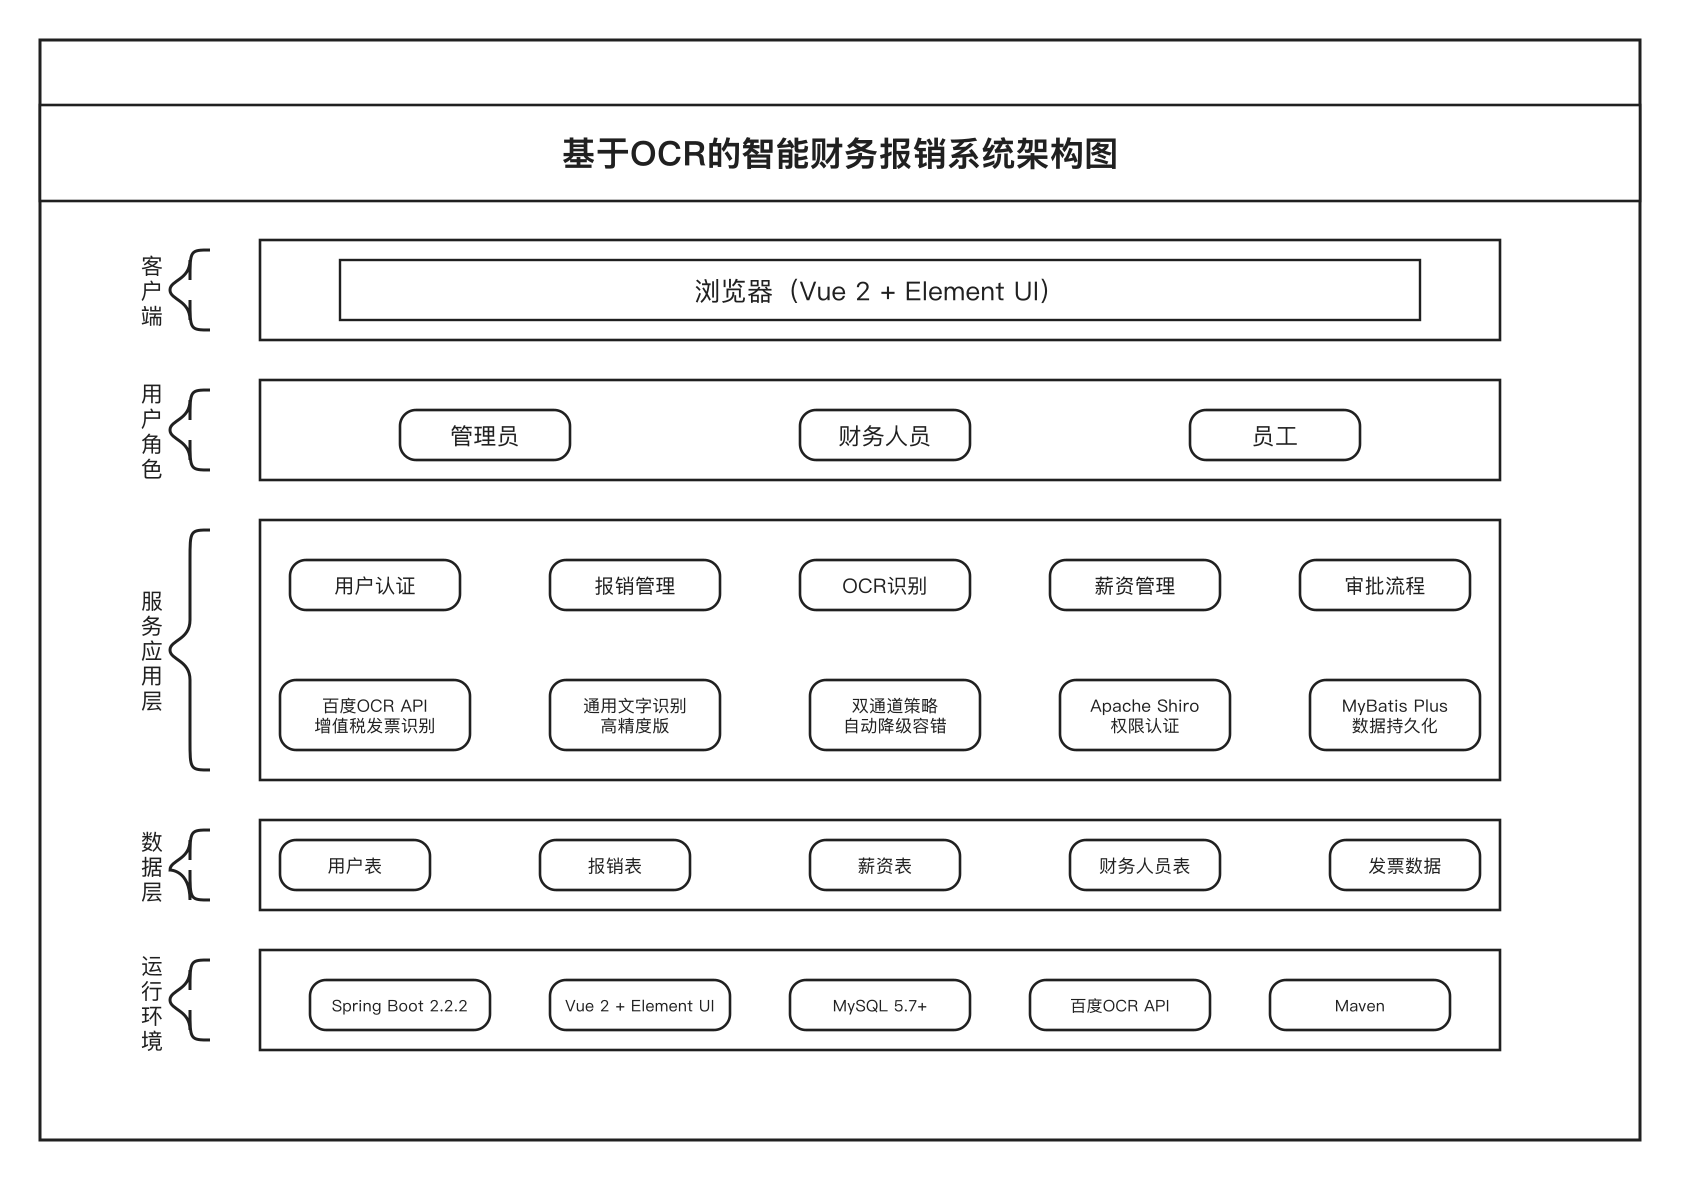 基于OCR的智能财务报销系统架构图
客户端
浏览器（Vue 2 + Element UI）
用户角色
管理员
财务人员
员工
服务应用层
用户认证
报销管理
OCR识别
薪资管理
审批流程
百度OCR API
增值税发票识别
通用文字识别
高精度版
双通道策略
自动降级容错
Apache Shiro
权限认证
MyBatis Plus
数据持久化
数据层
用户表
报销表
薪资表
财务人员表
发票数据
运行环境
Spring Boot 2.2.2
Vue 2 + Element UI
MySQL 5.7+
百度OCR API
Maven